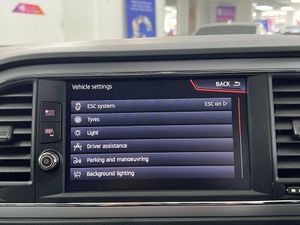 Vehicle settings
BACK
ESC system: ESC on
Tyres
Light
Driver assistance
Parking and manoeuvring
Background lighting